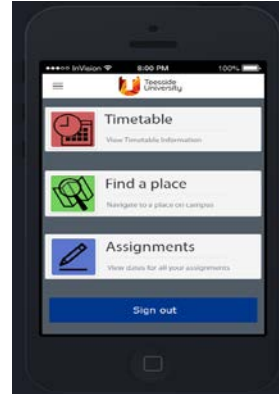 InVision 8:00 PM 100%
Teesside
University
Timetable
View Timetable Information
Find a place
Navigate to a place on campus
Assignments
View dates for all your assignments
Sign out